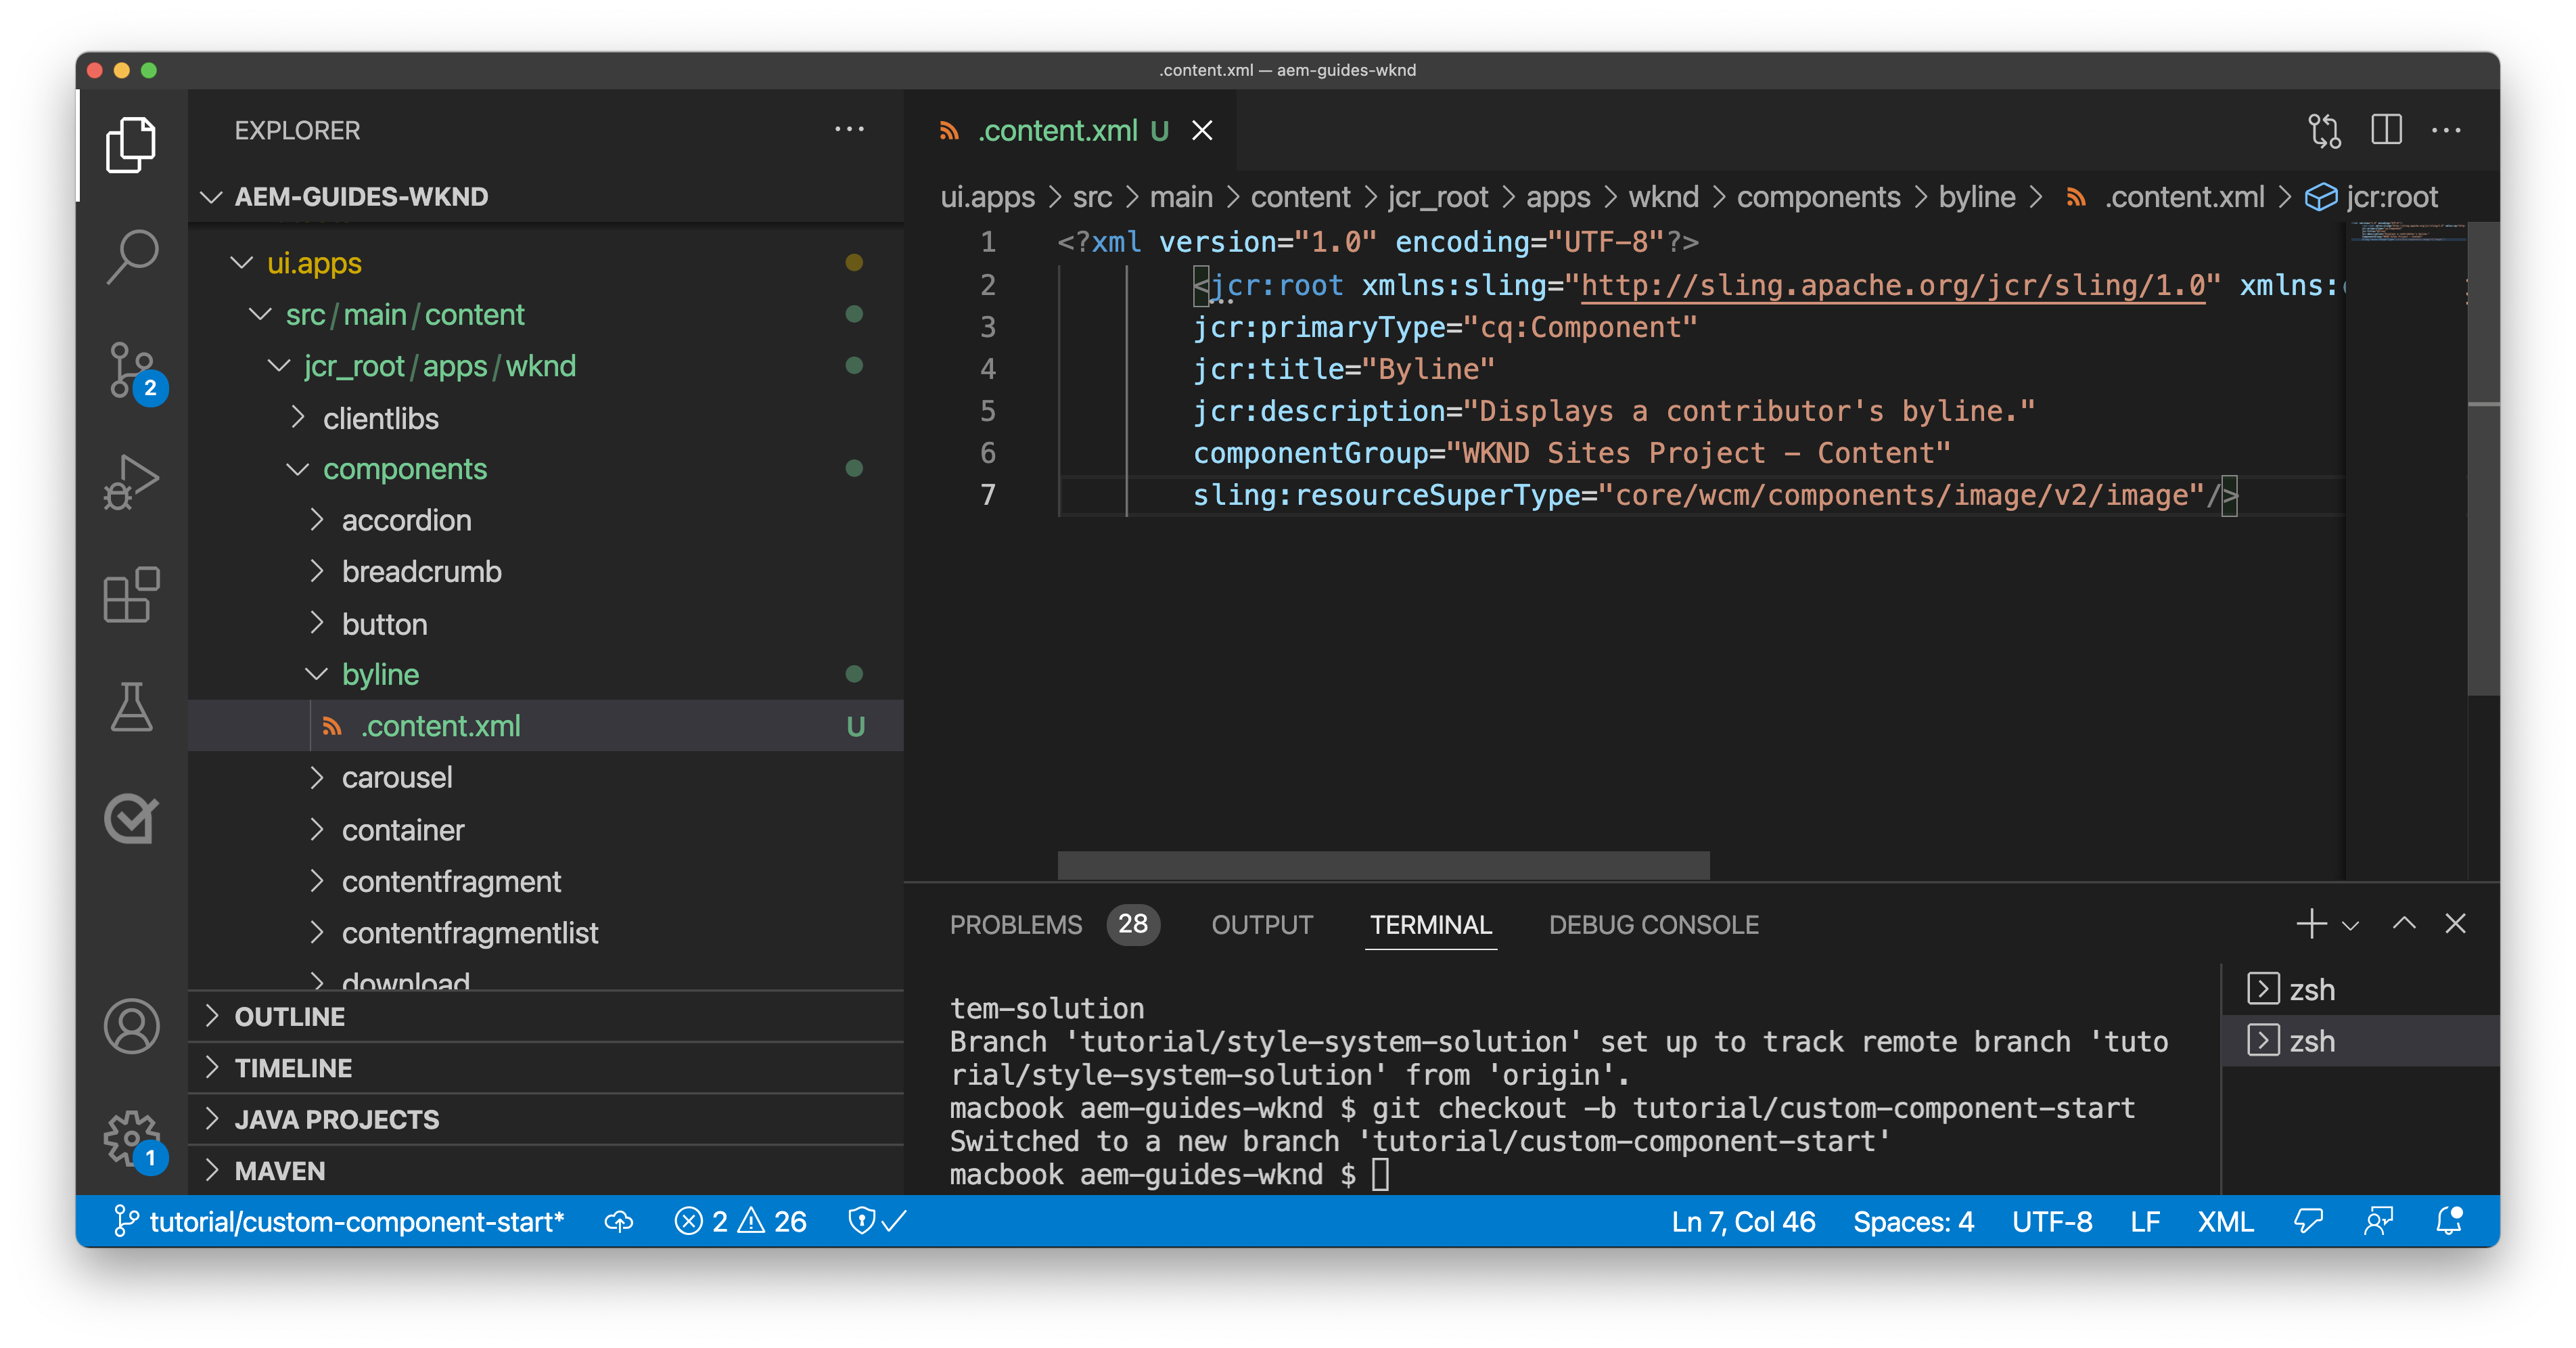 .content.xml — aem-guides-wknd
EXPLORER
AEM-GUIDES-WKND
ui.apps
src/main/content
jcr_root/apps/wknd
clientlibs
components
accordion
breadcrumb
button
byline
.content.xml U
carousel
container
contentfragment
contentfragmentlist
download
OUTLINE
TIMELINE
JAVA PROJECTS
MAVEN
2
1
.content.xml U
ui.apps > src > main > content > jcr_root > apps > wknd > components > byline > .content.xml > jcr:root
1 <?xml version="1.0" encoding="UTF-8"?>
2 <jcr:root xmlns:sling="http://sling.apache.org/jcr/sling/1.0" xmlns:
3 jcr:primaryType="cq:Component"
4 jcr:title="Byline"
5 jcr:description="Displays a contributor's byline."
6 componentGroup="WKND Sites Project - Content"
7 sling:resourceSuperType="core/wcm/components/image/v2/image"/>
PROBLEMS 28 OUTPUT TERMINAL DEBUG CONSOLE
tem-solution
Branch 'tutorial/style-system-solution' set up to track remote branch 'tuto
rial/style-system-solution' from 'origin'.
macbook aem-guides-wknd $ git checkout -b tutorial/custom-component-start
Switched to a new branch 'tutorial/custom-component-start'
macbook aem-guides-wknd $
zsh
zsh
tutorial/custom-component-start* 2 26 Ln 7, Col 46 Spaces: 4 UTF-8 LF XML